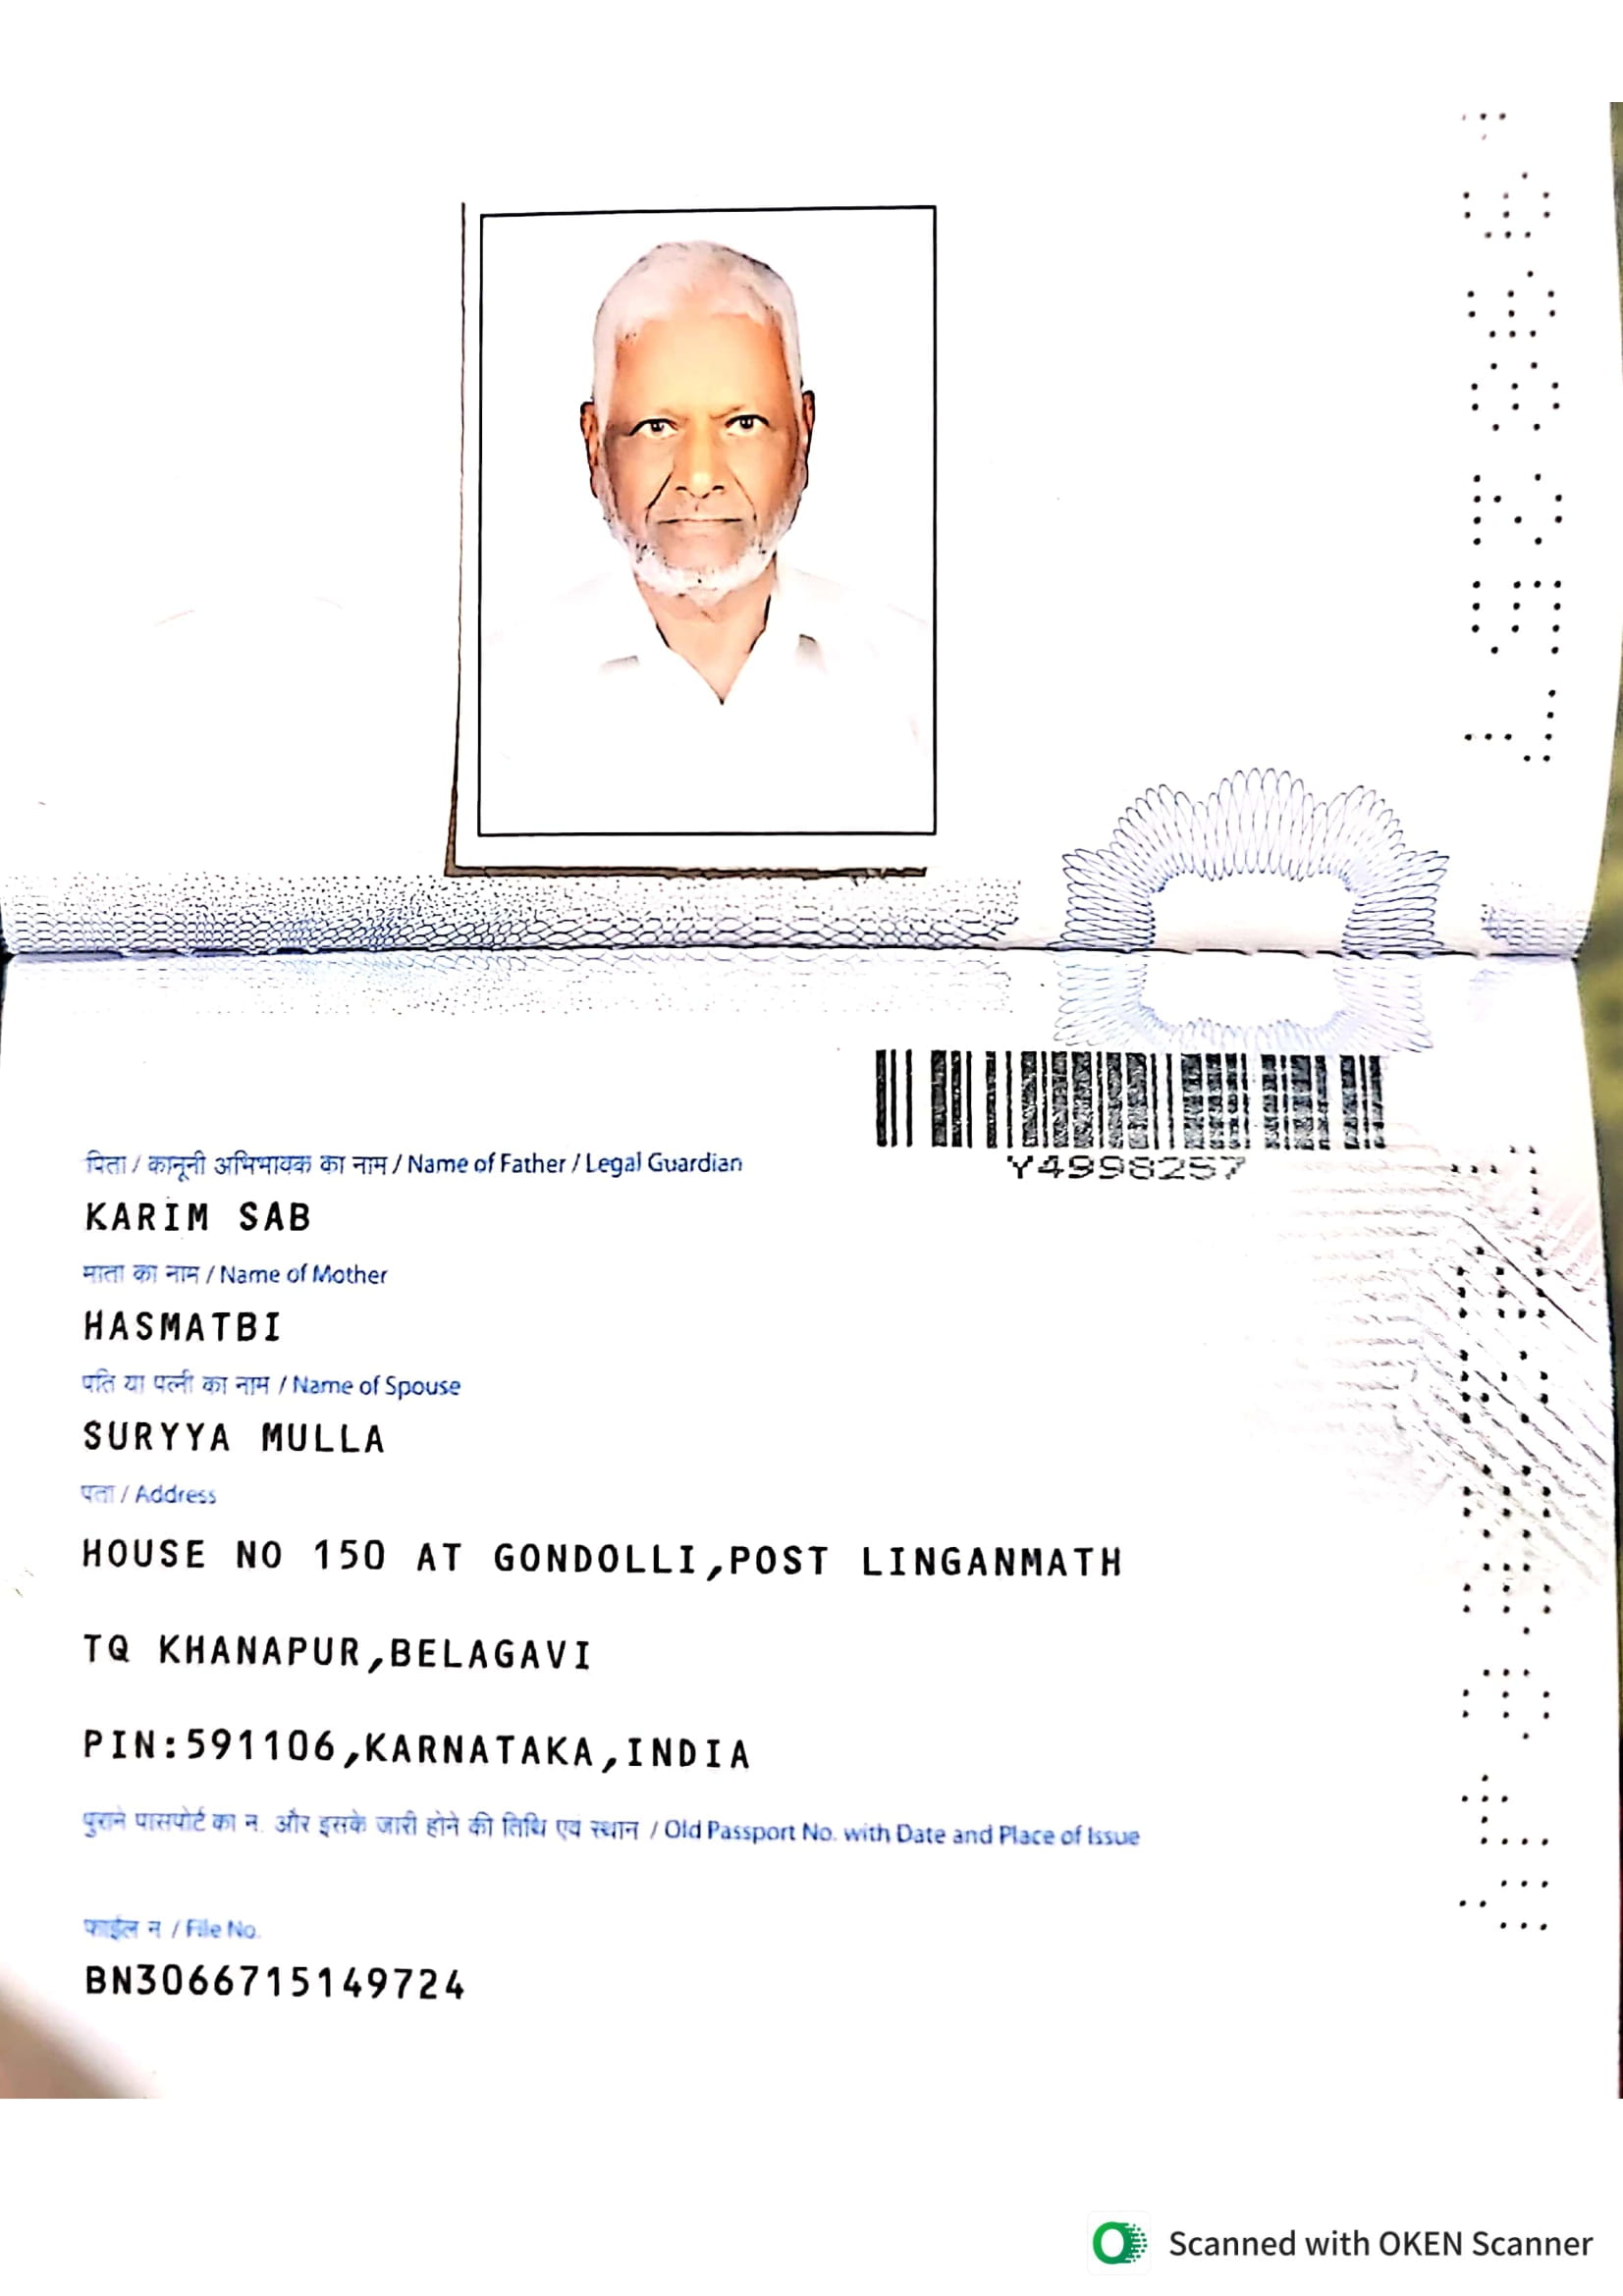 Y4998257
पिता / कानूनी अभिभावक का नाम / Name of Father / Legal Guardian
KARIM SAB
माता का नाम / Name of Mother
HASMATBI
पति या पत्नी का नाम / Name of Spouse
SURYYA MULLA
पता / Address
HOUSE NO 150 AT GONDOLLI,POST LINGANMATH
TQ KHANAPUR,BELAGAVI
PIN:591106,KARNATAKA,INDIA
पुराने पासपोर्ट का न. और इसके जारी होने की तिथि एवं स्थान / Old Passport No. with Date and Place of Issue
फाईल न / File No.
BN3066715149724
Scanned with OKEN Scanner